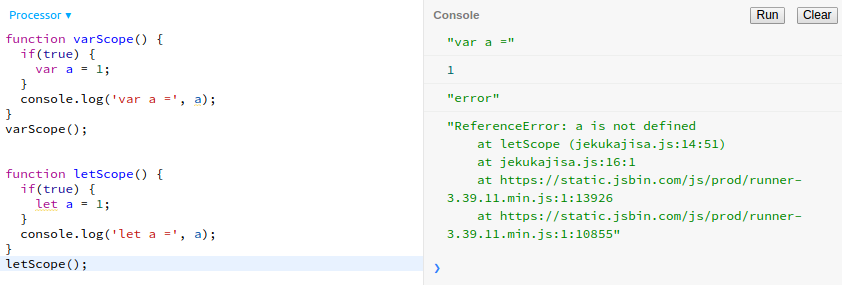 Processor ▾
function varScope() {
  if(true) {
    var a = 1;
  }
  console.log('var a =', a);
}
varScope();
function letScope() {
  if(true) {
    let a = 1;
  }
  console.log('let a =', a);
}
letScope();
Console
Run
Clear
"var a ="
1
"error"
"ReferenceError: a is not defined
    at letScope (jekukajisa.js:14:51)
    at jekukajisa.js:16:1
    at https://static.jsbin.com/js/prod/runner-
3.39.11.min.js:1:13926
    at https://static.jsbin.com/js/prod/runner-
3.39.11.min.js:1:10855"
❯